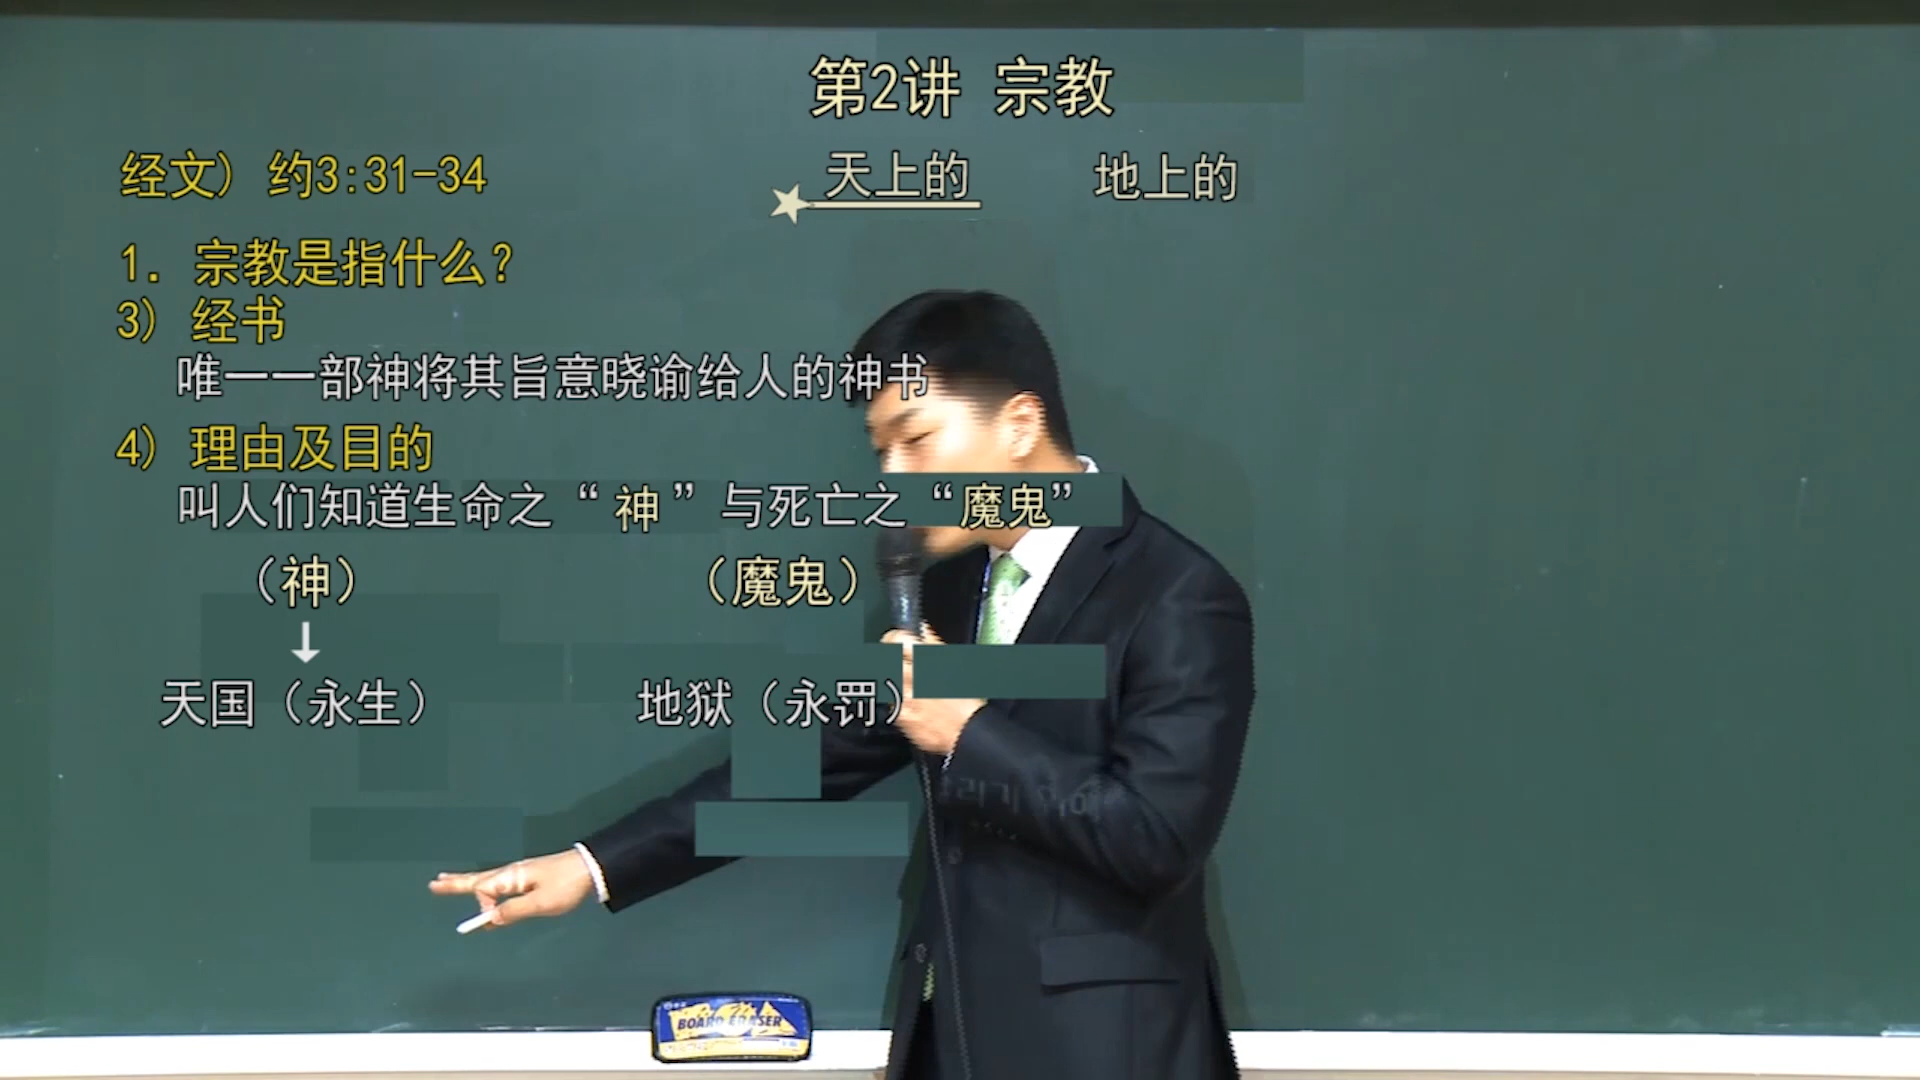 第2讲 宗教
经文) 约3:31-34
天上的 地上的
1. 宗教是指什么?
3) 经书
唯一一部神将其旨意晓谕给人的神书
4) 理由及目的
叫人们知道生命之“神”与死亡之“魔鬼”
(神) (魔鬼)
↓
天国(永生) 地狱(永罚)
BOARD ERASER